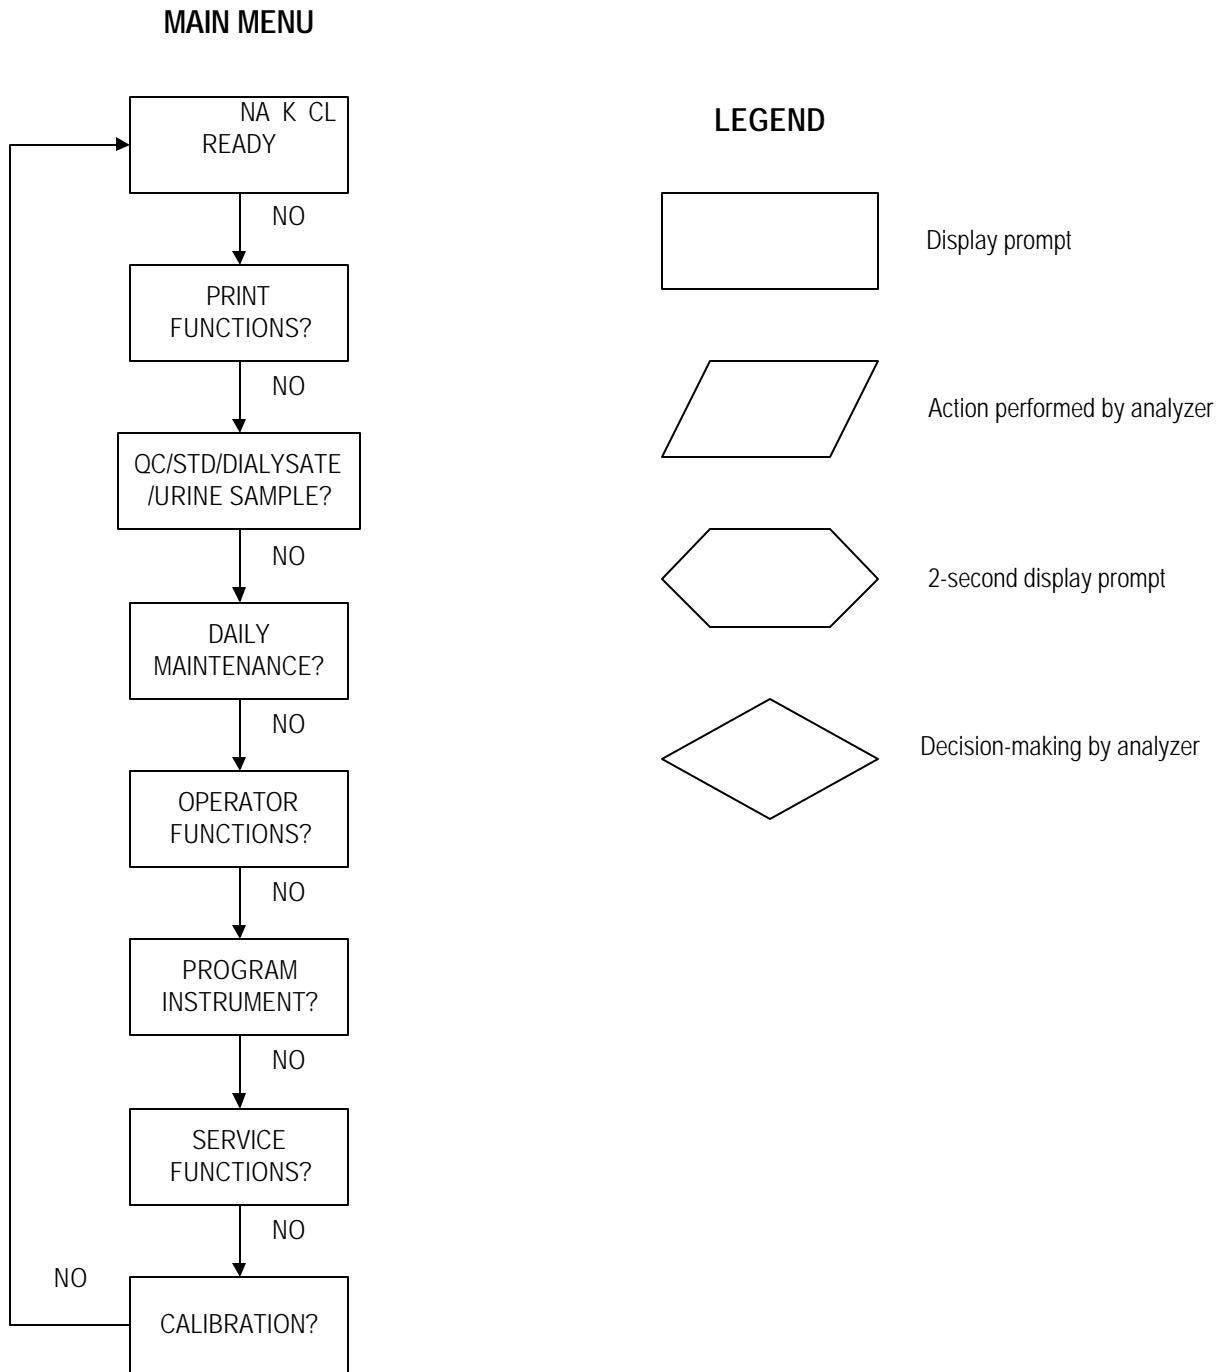 MAIN MENU
NA K CL
READY
NO
PRINT
FUNCTIONS?
NO
QC/STD/DIALYSATE
/URINE SAMPLE?
NO
DAILY
MAINTENANCE?
NO
OPERATOR
FUNCTIONS?
NO
PROGRAM
INSTRUMENT?
NO
SERVICE
FUNCTIONS?
NO
CALIBRATION?
NO
LEGEND
Display prompt
Action performed by analyzer
2-second display prompt
Decision-making by analyzer